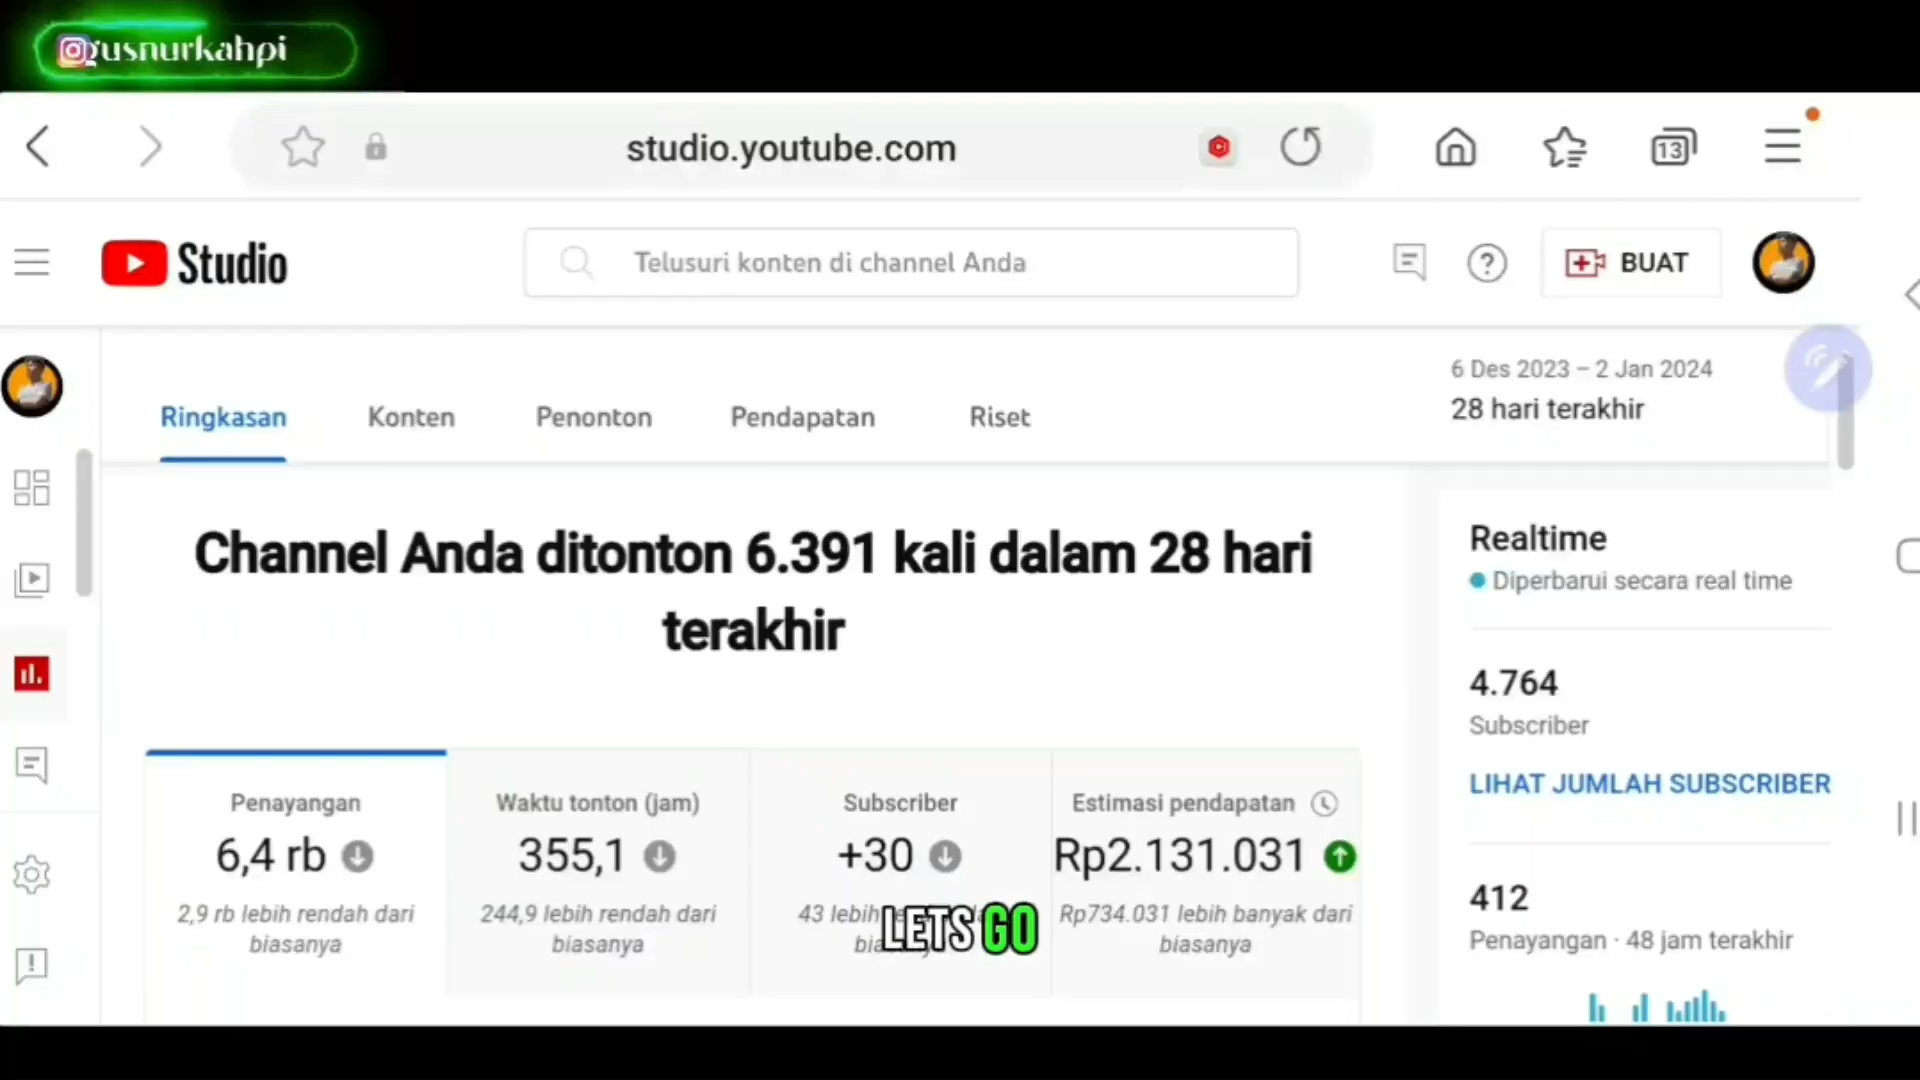 gusnurkahpi
studio.youtube.com
13
Studio
Telusuri konten di channel Anda
BUAT
Ringkasan
Konten
Penonton
Pendapatan
Riset
6 Des 2023 – 2 Jan 2024
28 hari terakhir
Channel Anda ditonton 6.391 kali dalam 28 hari
terakhir
Penayangan
6,4 rb
2,9 rb lebih rendah dari
biasanya
Waktu tonton (jam)
355,1
244,9 lebih rendah dari
biasanya
Subscriber
+30
43 lebih
LETS GO
Estimasi pendapatan
Rp2.131.031
Rp734.031 lebih banyak dari
biasanya
Realtime
Diperbarui secara real time
4.764
Subscriber
LIHAT JUMLAH SUBSCRIBER
412
Penayangan · 48 jam terakhir